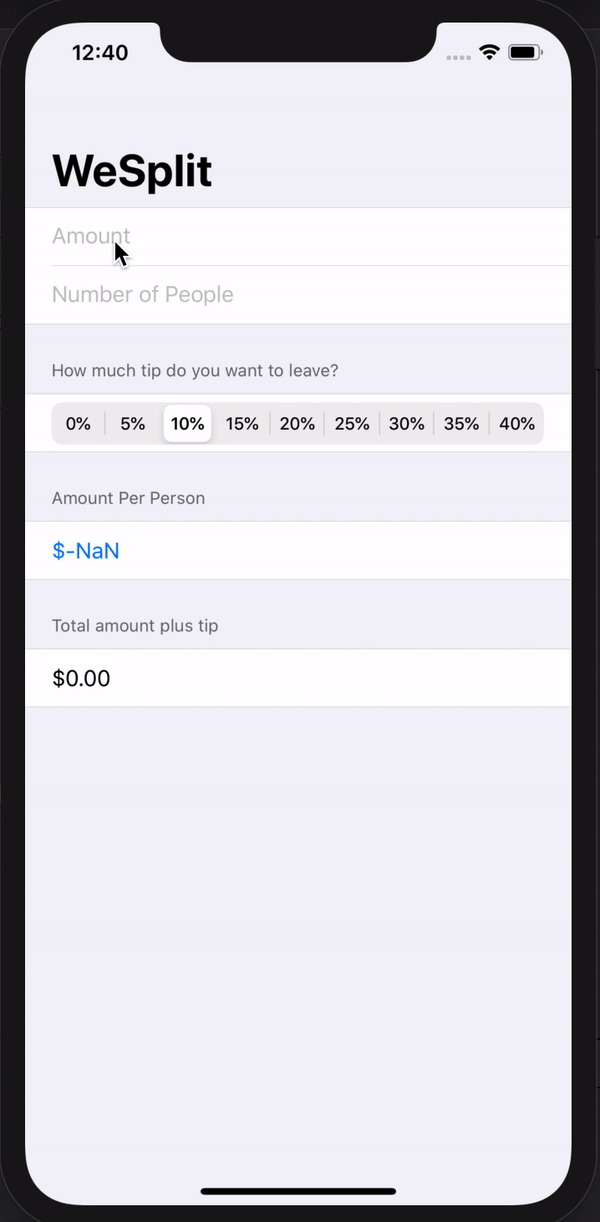 12:40
WeSplit
Amount
Number of People
How much tip do you want to leave?
0% 5% 10% 15% 20% 25% 30% 35% 40%
Amount Per Person
$-NaN
Total amount plus tip
$0.00